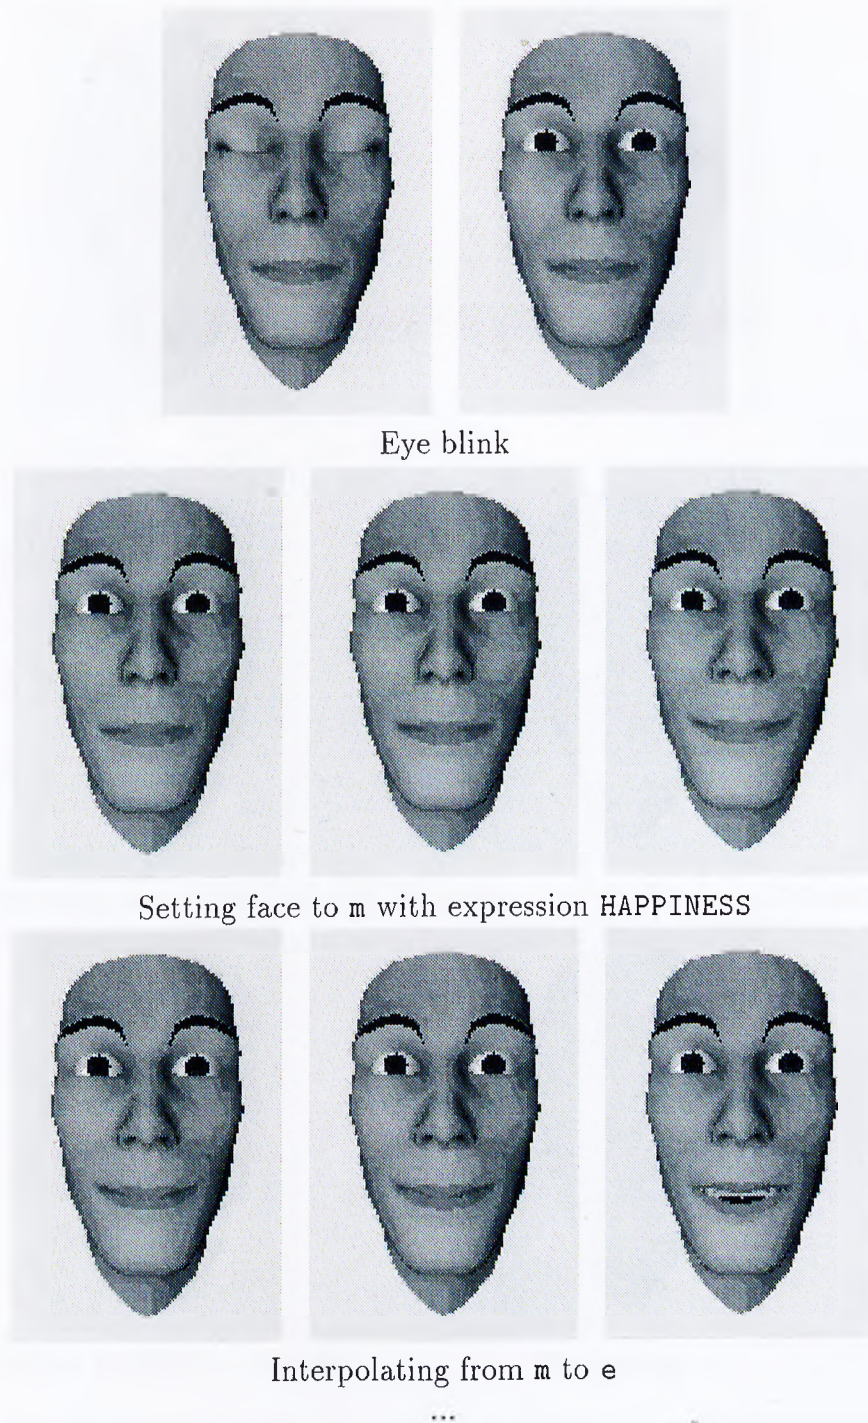 Eye blink
Setting face to m with expression HAPPINESS
Interpolating from m to e
...